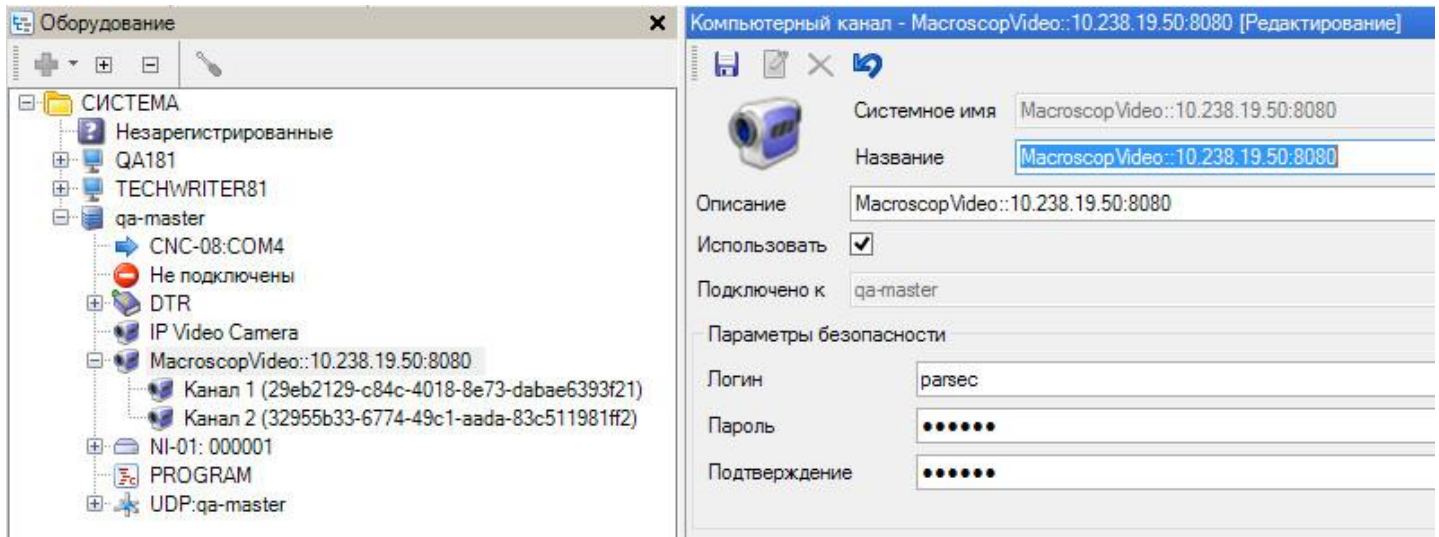 Оборудование
СИСТЕМА
Незарегистрированные
QA181
TECHWRITER81
qa-master
CNC-08:COM4
Не подключены
DTR
IP Video Camera
MacroscopVideo::10.238.19.50:8080
Канал 1 (29eb2129-c84c-4018-8e73-dabae6393f21)
Канал 2 (32955b33-6774-49c1-aada-83c511981ff2)
NI-01: 000001
PROGRAM
UDP:qa-master
Компьютерный канал - MacroscopVideo::10.238.19.50:8080 [Редактирование]
Системное имя MacroscopVideo::10.238.19.50:8080
Название MacroscopVideo::10.238.19.50:8080
Описание MacroscopVideo::10.238.19.50:8080
Использовать
Подключено к qa-master
Параметры безопасности
Логин parsec
Пароль ●●●●●●
Подтверждение ●●●●●●